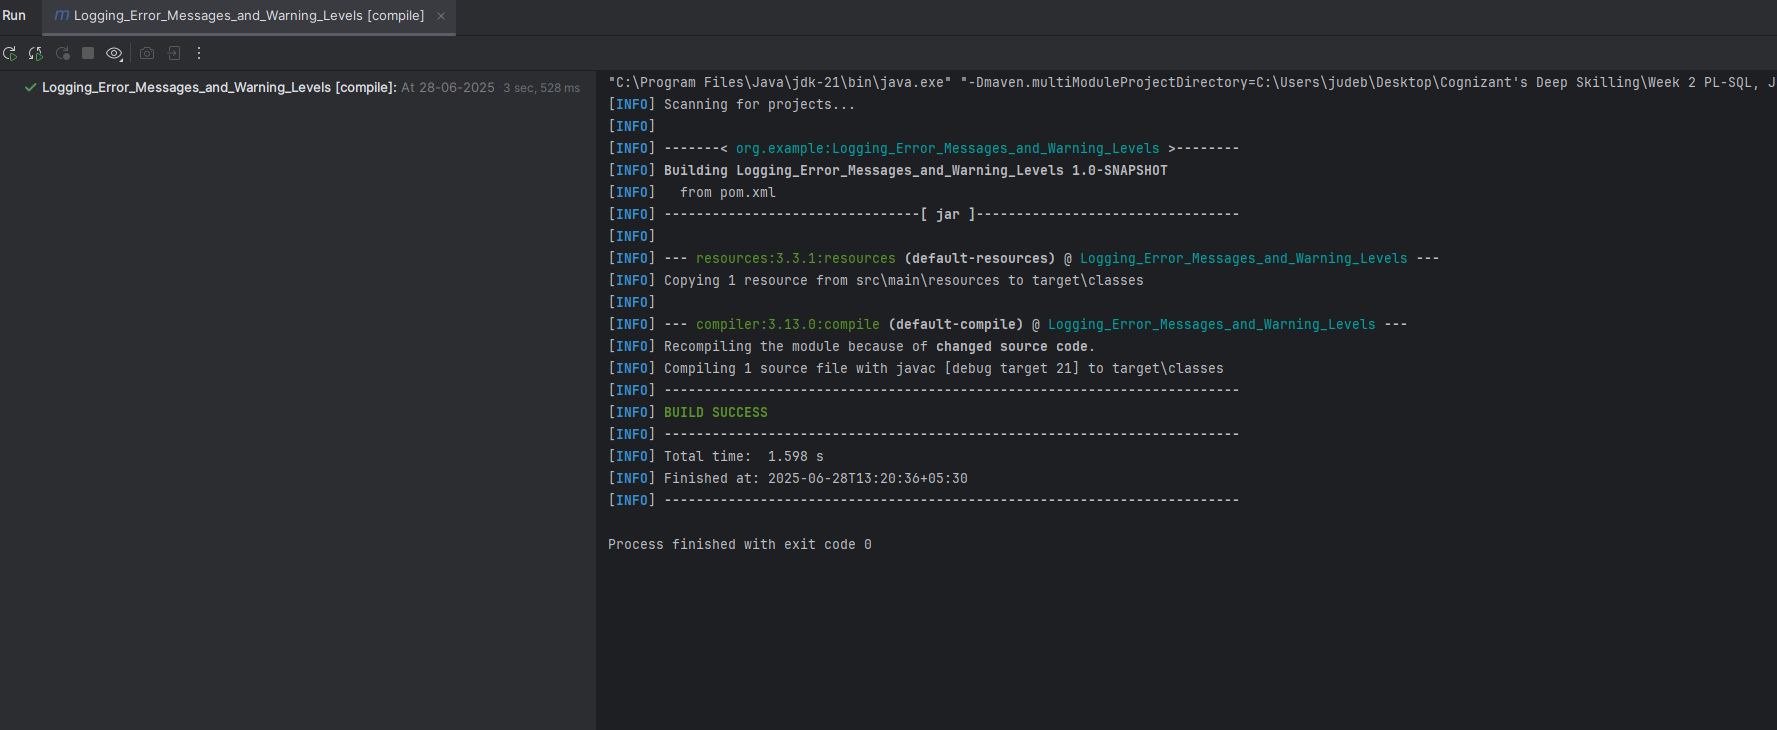 Run
Logging_Error_Messages_and_Warning_Levels [compile]
Logging_Error_Messages_and_Warning_Levels [compile]: At 28-06-2025 3 sec, 528 ms
"C:\Program Files\Java\jdk-21\bin\java.exe" "-Dmaven.multiModuleProjectDirectory=C:\Users\judeb\Desktop\Cognizant's Deep Skilling\Week 2 PL-SQL, J
[INFO] Scanning for projects...
[INFO]
[INFO] -------< org.example:Logging_Error_Messages_and_Warning_Levels >--------
[INFO] Building Logging_Error_Messages_and_Warning_Levels 1.0-SNAPSHOT
[INFO]   from pom.xml
[INFO] --------------------------------[ jar ]---------------------------------
[INFO]
[INFO] --- resources:3.3.1:resources (default-resources) @ Logging_Error_Messages_and_Warning_Levels ---
[INFO] Copying 1 resource from src\main\resources to target\classes
[INFO]
[INFO] --- compiler:3.13.0:compile (default-compile) @ Logging_Error_Messages_and_Warning_Levels ---
[INFO] Recompiling the module because of changed source code.
[INFO] Compiling 1 source file with javac [debug target 21] to target\classes
[INFO] ------------------------------------------------------------------------
[INFO] BUILD SUCCESS
[INFO] ------------------------------------------------------------------------
[INFO] Total time:  1.598 s
[INFO] Finished at: 2025-06-28T13:20:36+05:30
[INFO] ------------------------------------------------------------------------
Process finished with exit code 0